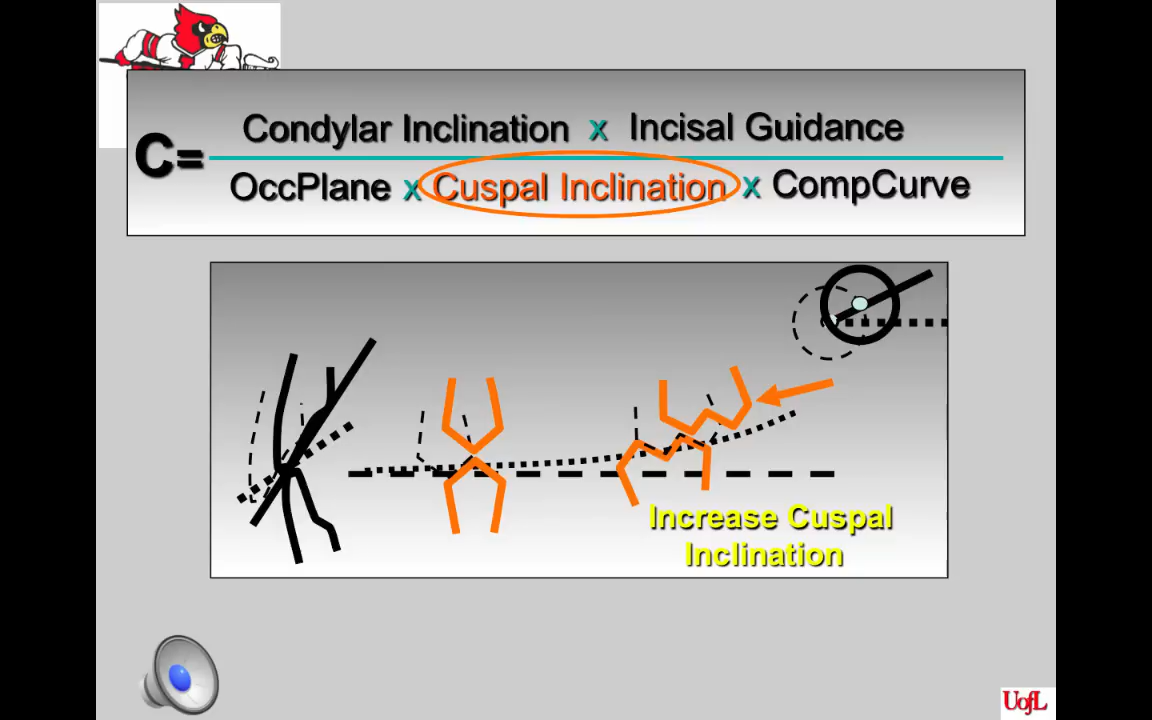 Condylar Inclination x Incisal Guidance
C=
OccPlane x Cuspal Inclination x CompCurve
Increase Cuspal
Inclination
UofL